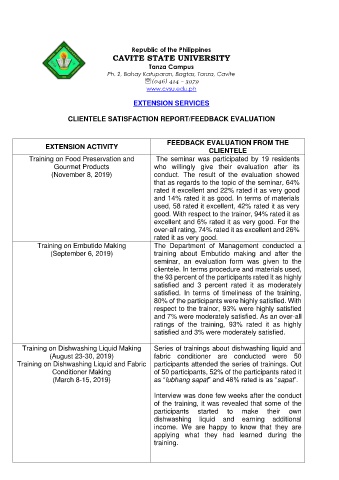 Republic of the Philippines
CAVITE STATE UNIVERSITY
Tanza Campus
Ph. 2, Bahay Katuparan, Bagtas, Tanza, Cavite
(046) 414 - 3979
www.cvsu.edu.ph
EXTENSION SERVICES
CLIENTELE SATISFACTION REPORT/FEEDBACK EVALUATION
EXTENSION ACTIVITY
FEEDBACK EVALUATION FROM THE
CLIENTELE
Training on Food Preservation and
Gourmet Products
(November 8, 2019)
The seminar was participated by 19 residents
who willingly give their evaluation after its
conduct. The result of the evaluation showed
that as regards to the topic of the seminar, 64%
rated it excellent and 22% rated it as very good
and 14% rated it as good. In terms of materials
used, 58 rated it excellent, 42% rated it as very
good. With respect to the trainor, 94% rated it as
excellent and 6% rated it as very good. For the
over-all rating, 74% rated it as excellent and 26%
rated it as very good.
Training on Embutido Making
(September 6, 2019)
The Department of Management conducted a
training about Embutido making and after the
seminar, an evaluation form was given to the
clientele. In terms procedure and materials used,
the 93 percent of the participants rated it as highly
satisfied and 3 percent rated it as moderately
satisfied. In terms of timeliness of the training,
80% of the participants were highly satisfied. With
respect to the trainor, 93% were highly satisfied
and 7% were moderately satisfied. As an over-all
ratings of the training, 93% rated it as highly
satisfied and 3% were moderately satisfied.
Training on Dishwashing Liquid Making
(August 23-30, 2019)
Training on Dishwashing Liquid and Fabric
Conditioner Making
(March 8-15, 2019)
Series of trainings about dishwashing liquid and
fabric conditioner are conducted were 50
participants attended the series of trainings. Out
of 50 participants, 52% of the participants rated it
as "lubhang sapat" and 48% rated is as "sapat".
Interview was done few weeks after the conduct
of the training, it was revealed that some of the
participants started to make their own
dishwashing liquid and earning additional
income. We are happy to know that they are
applying what they had learned during the
training.